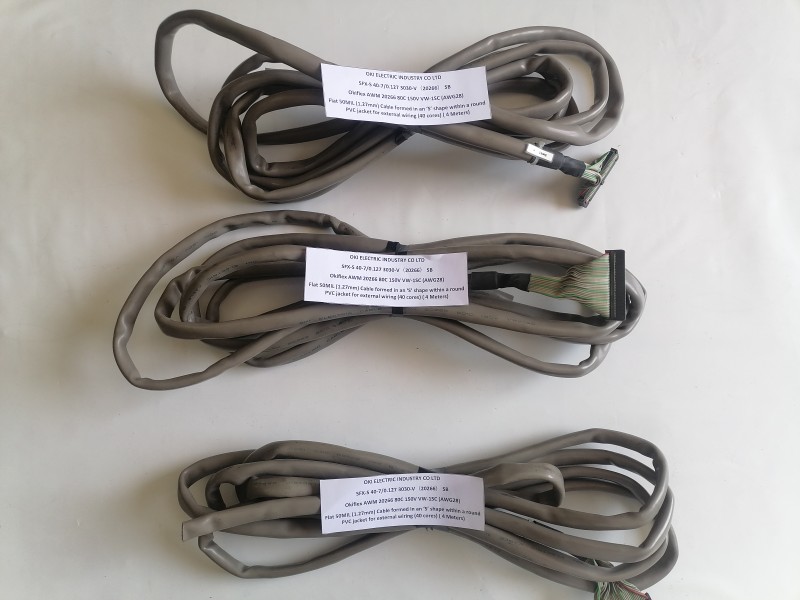 OKI ELECTRIC INDUSTRY CO LTD
SFX-S 40-7/0.127 3030-V (20266) SB
Okiflex AWM 20266 80C 150V VW-1SC (AWG28)
Flat 50MIL (1.27mm) Cable formed in an 'S' shape within a round
PVC jacket for external wiring (40 cores) ( 4 Meters)
OKI ELECTRIC INDUSTRY CO LTD
SFX-S 40-7/0.127 3030-V (20266) SB
Okiflex AWM 20266 80C 150V VW-1SC (AWG28)
Flat 50MIL (1.27mm) Cable formed in an 'S' shape within a round
PVC jacket for external wiring (40 cores) ( 4 Meters)
OKI ELECTRIC INDUSTRY CO LTD
SFX-S 40-7/0.127 3030-V (20266) SB
Okiflex AWM 20266 80C 150V VW-1SC (AWG28)
Flat 50MIL (1.27mm) Cable formed in an 'S' shape within a round
PVC jacket for external wiring (40 cores) ( 4 Meters)